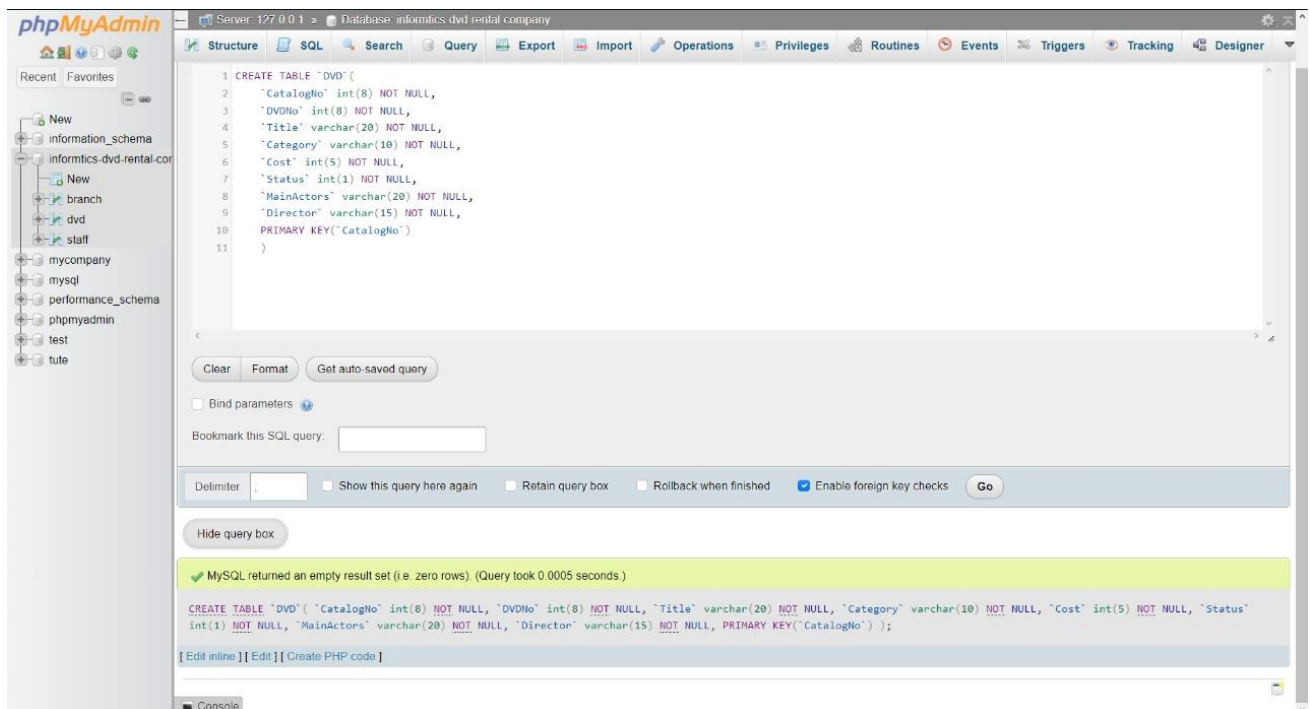 phpMyAdmin
Recent Favorites
New
information_schema
informtics-dvd-rental-cor
New
branch
dvd
staff
mycompany
mysql
performance_schema
phpmyadmin
test
tute
Server: 127.0.0.1 » Database: informtics dvd rental company
Structure SQL Search Query Export Import Operations Privileges Routines Events Triggers Tracking Designer
1 CREATE TABLE `DVD`(
2 `CatalogNo` int(8) NOT NULL,
3 `DVDNo` int(8) NOT NULL,
4 `Title` varchar(20) NOT NULL,
5 `Category` varchar(10) NOT NULL,
6 `Cost` int(5) NOT NULL,
7 `Status` int(1) NOT NULL,
8 `MainActors` varchar(20) NOT NULL,
9 `Director` varchar(15) NOT NULL,
10 PRIMARY KEY(`CatalogNo`)
11 )
Clear Format Get auto-saved query
Bind parameters
Bookmark this SQL query:
Delimiter ; Show this query here again Retain query box Rollback when finished Enable foreign key checks Go
Hide query box
MySQL returned an empty result set (i.e. zero rows). (Query took 0.0005 seconds.)
CREATE TABLE `DVD`( `CatalogNo` int(8) NOT NULL, `DVDNo` int(8) NOT NULL, `Title` varchar(20) NOT NULL, `Category` varchar(10) NOT NULL, `Cost` int(5) NOT NULL, `Status`
int(1) NOT NULL, `MainActors` varchar(20) NOT NULL, `Director` varchar(15) NOT NULL, PRIMARY KEY(`CatalogNo`) );
[ Edit inline ] [ Edit ] [ Create PHP code ]
Console